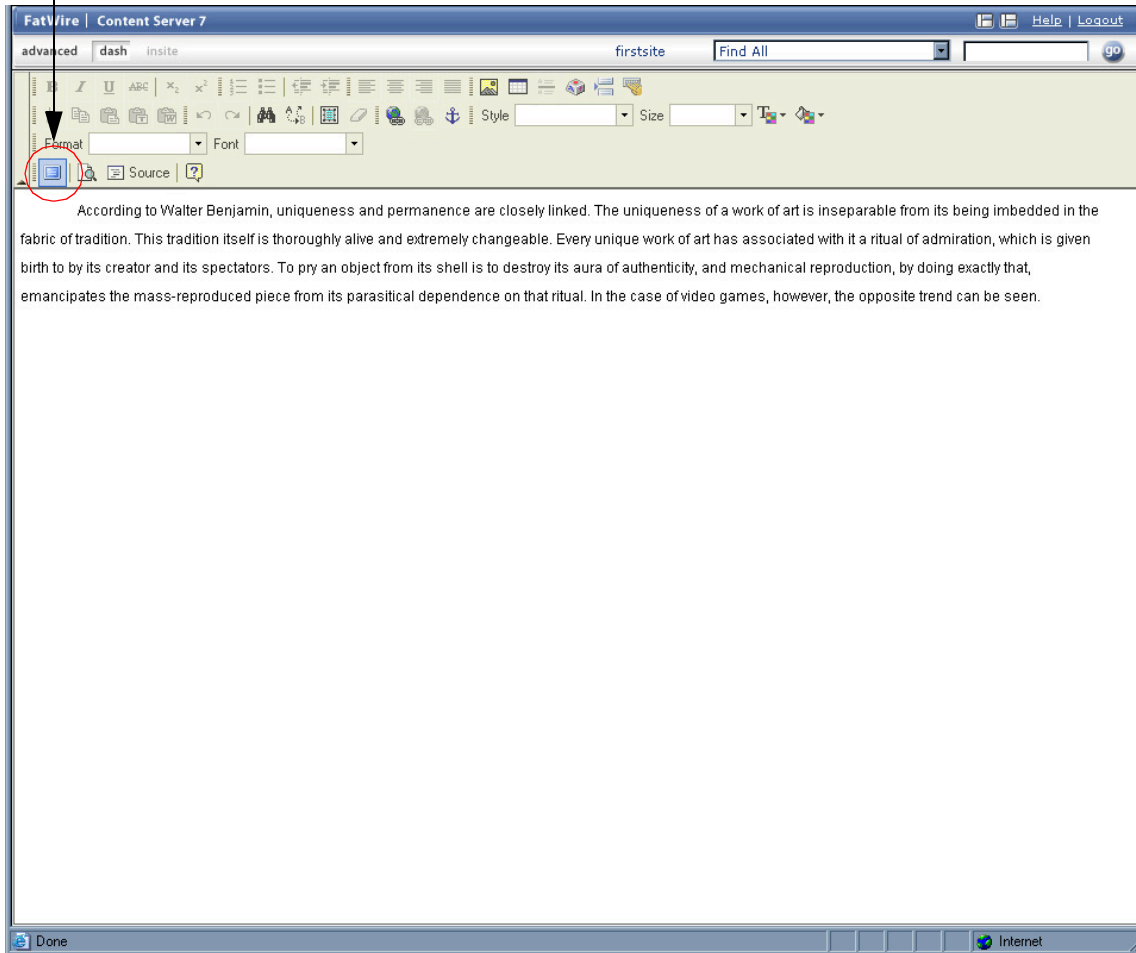 FatWire | Content Server 7 Help | Logout
advanced dash insite firstsite Find All go
B I U ABC x₂ x²
Style Size
Format Font
Source
According to Walter Benjamin, uniqueness and permanence are closely linked. The uniqueness of a work of art is inseparable from its being imbedded in the
fabric of tradition. This tradition itself is thoroughly alive and extremely changeable. Every unique work of art has associated with it a ritual of admiration, which is given
birth to by its creator and its spectators. To pry an object from its shell is to destroy its aura of authenticity, and mechanical reproduction, by doing exactly that,
emancipates the mass-reproduced piece from its parasitical dependence on that ritual. In the case of video games, however, the opposite trend can be seen.
Done Internet